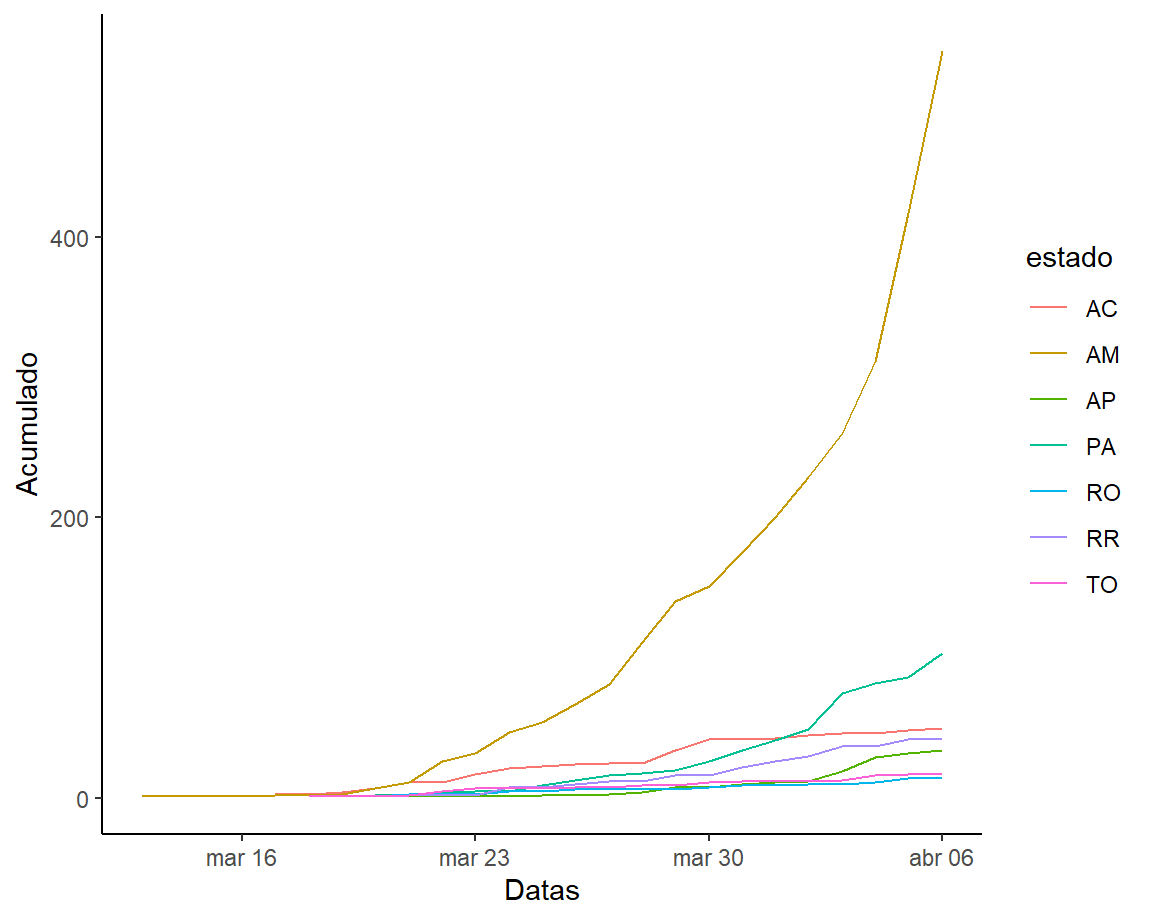 Acumulado
400
200
0
mar 16
mar 23
mar 30
abr 06
Datas
estado
AC
AM
AP
PA
RO
RR
TO